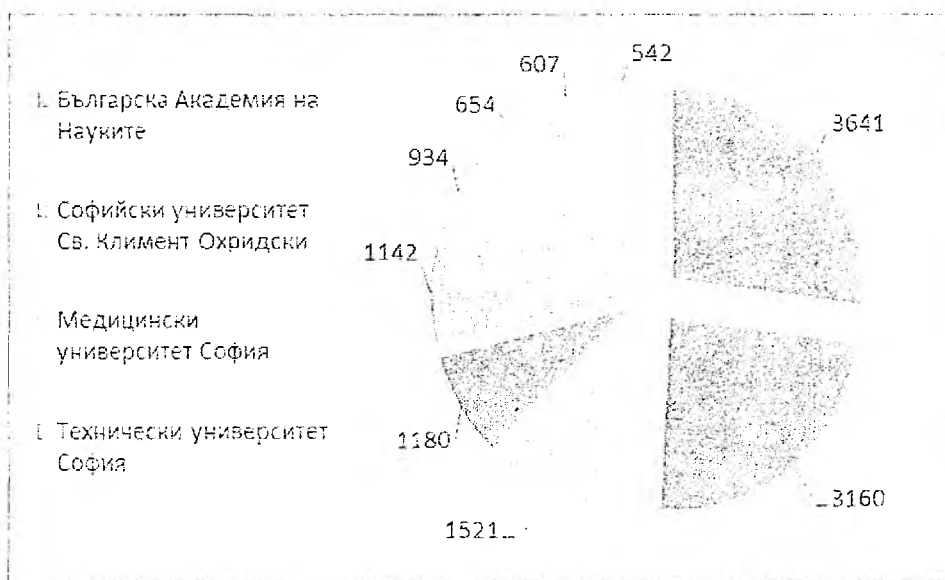 Българска Академия на
Науките
Софийски университет
Св. Климент Охридски
Медицински
университет София
Технически университет
София
607
542
654
3641
934
1142
1180
3160
1521